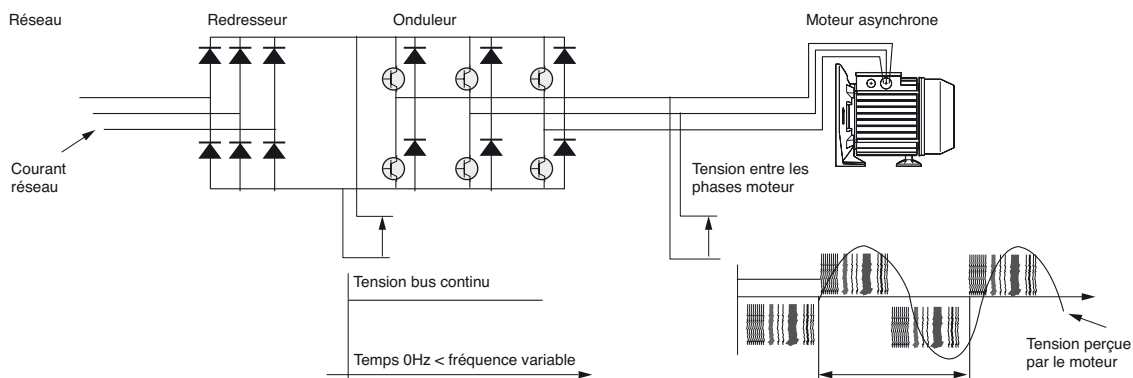 Réseau
Redresseur
Onduleur
Moteur asynchrone
Courant
réseau
Tension entre les
phases moteur
Tension bus continu
Temps 0Hz < fréquence variable
Tension perçue
par le moteur